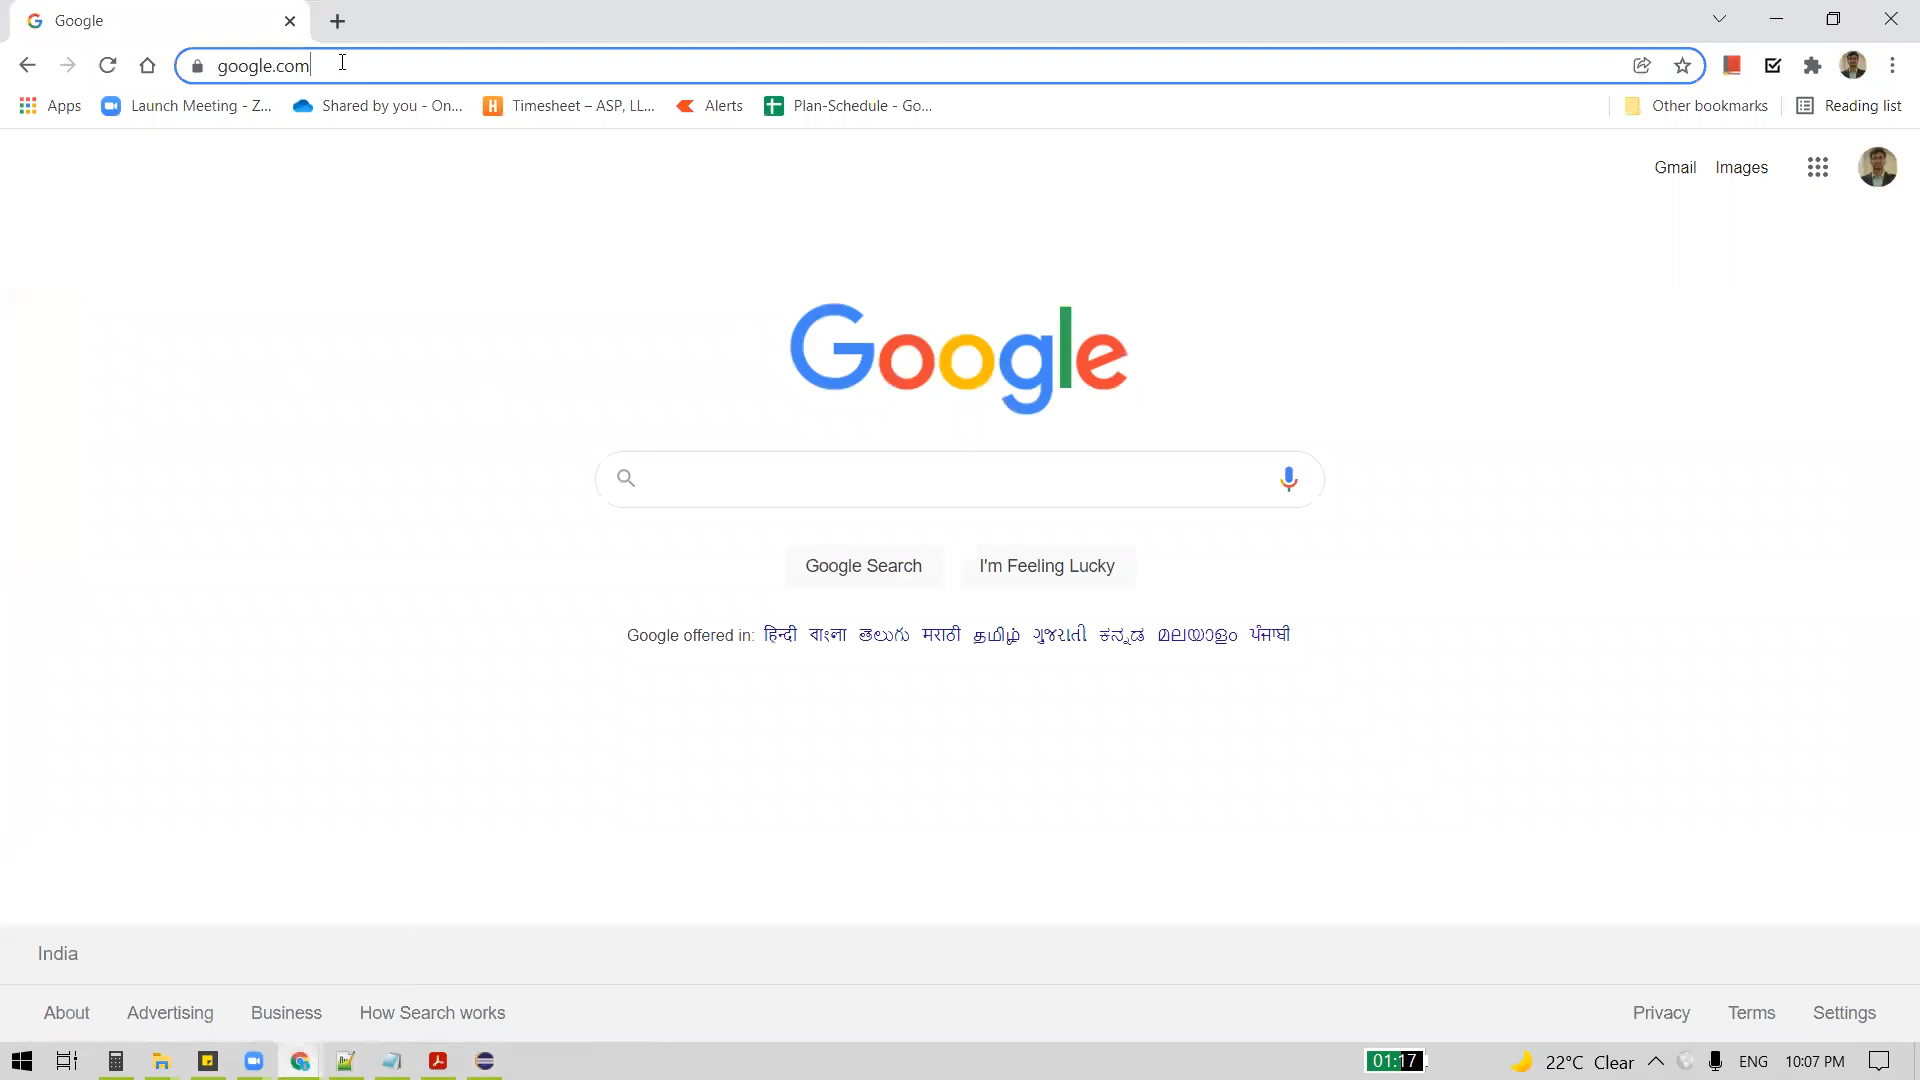 Google
google.com
Apps Launch Meeting - Z... Shared by you - On... Timesheet – ASP, LL... Alerts Plan-Schedule - Go... Other bookmarks Reading list
Gmail Images
Google
Google Search I'm Feeling Lucky
Google offered in: हिन्दी বাংলা తెలుగు मराठी தமிழ் ગુજરાતી ಕನ್ನಡ മലയാളം ਪੰਜਾਬੀ
India
About Advertising Business How Search works Privacy Terms Settings
01:17 22°C Clear ENG 10:07 PM